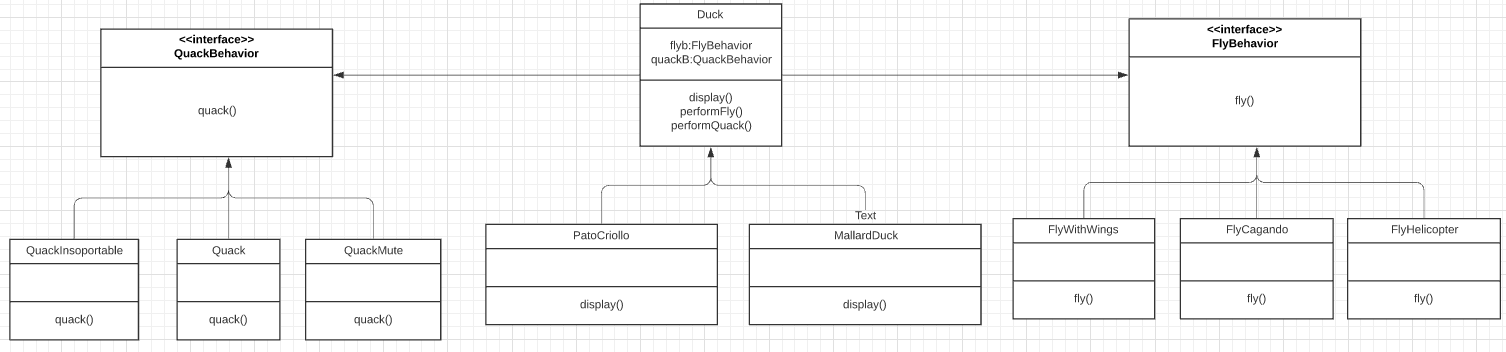 <<interface>>
QuackBehavior
quack()
QuackInsoportable
quack()
Quack
quack()
QuackMute
quack()
Duck
flyb:FlyBehavior
quackB:QuackBehavior
display()
performFly()
performQuack()
PatoCriollo
display()
Text
MallardDuck
display()
<<interface>>
FlyBehavior
fly()
FlyWithWings
fly()
FlyCagando
fly()
FlyHelicopter
fly()